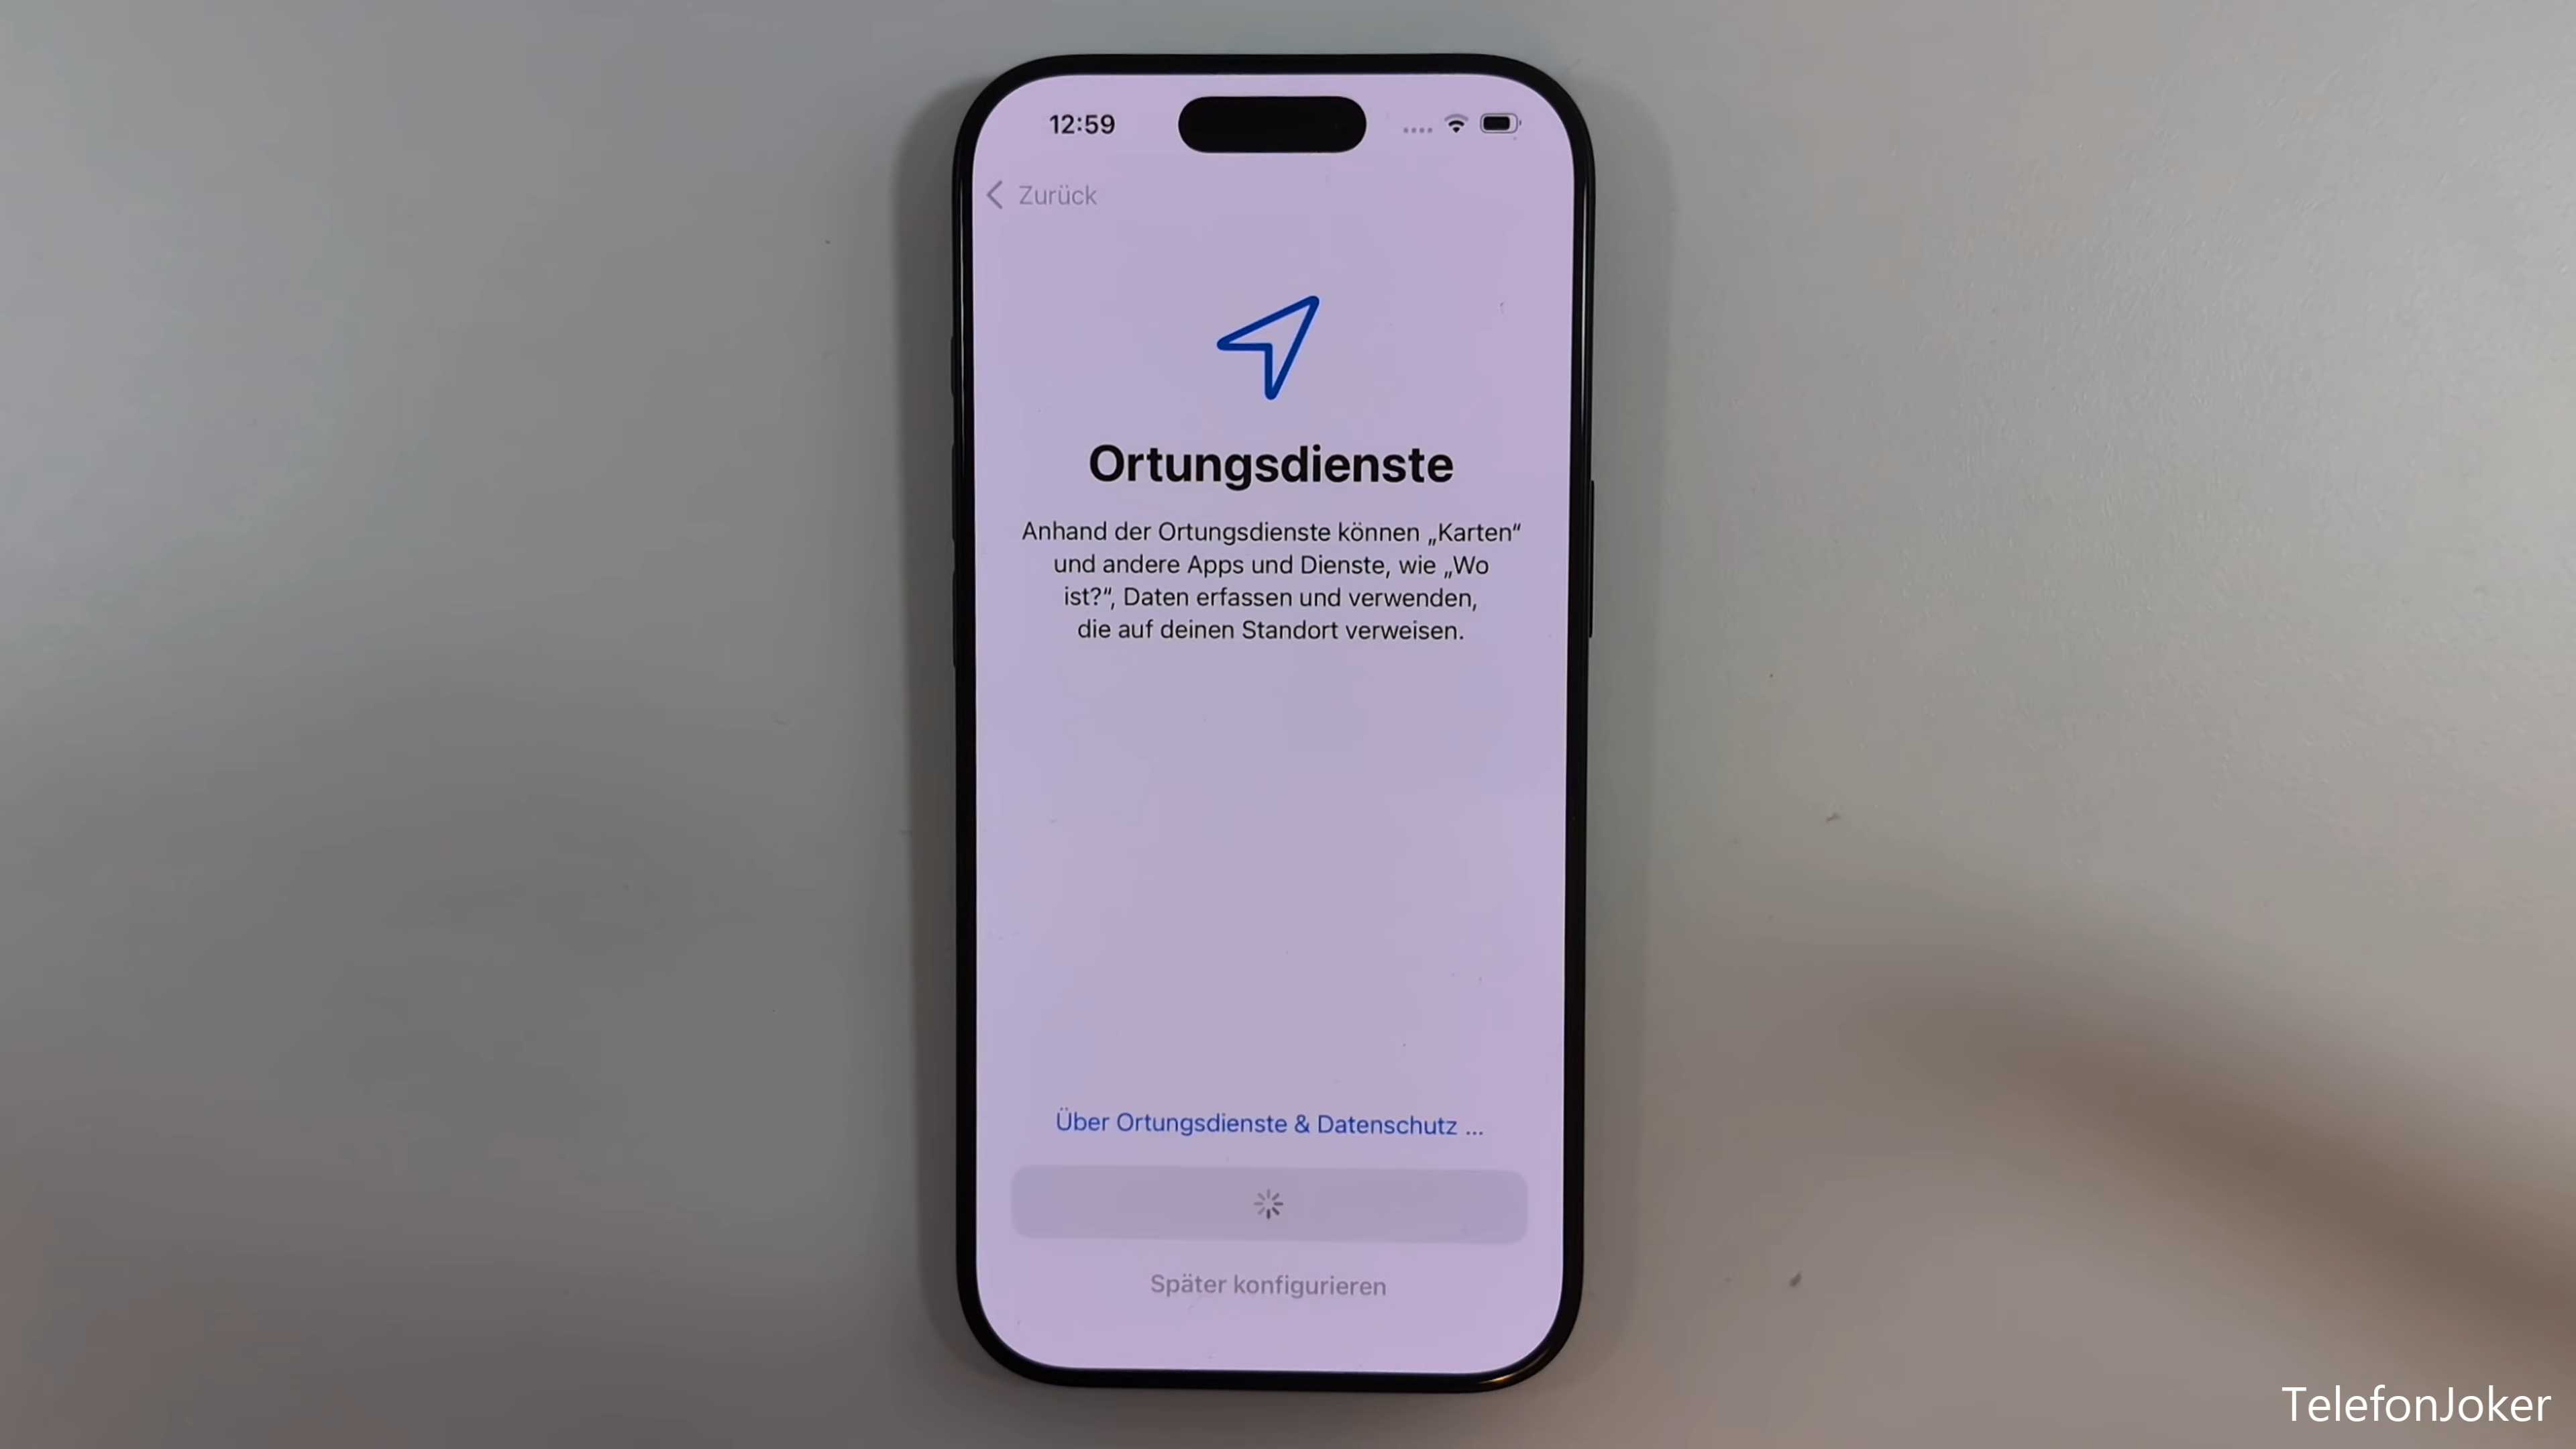 12:59
Zurück
Ortungsdienste
Anhand der Ortungsdienste können „Karten“
und andere Apps und Dienste, wie „Wo
ist?“, Daten erfassen und verwenden,
die auf deinen Standort verweisen.
Über Ortungsdienste & Datenschutz ...
Später konfigurieren
TelefonJoker